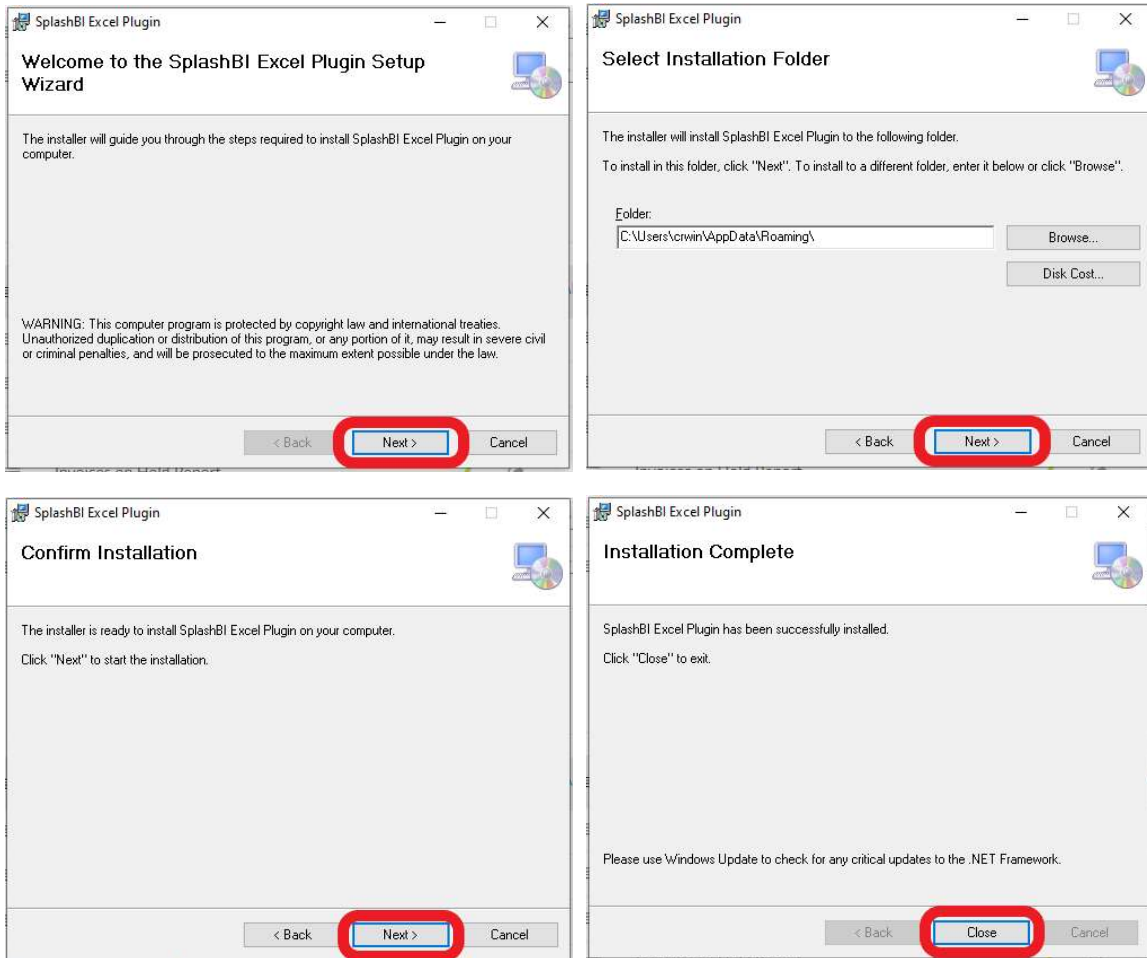 SplashBI Excel Plugin
Welcome to the SplashBI Excel Plugin Setup
Wizard
The installer will guide you through the steps required to install SplashBI Excel Plugin on your
computer.
WARNING: This computer program is protected by copyright law and international treaties.
Unauthorized duplication or distribution of this program, or any portion of it, may result in severe civil
or criminal penalties, and will be prosecuted to the maximum extent possible under the law.
< Back Next > Cancel
SplashBI Excel Plugin
Select Installation Folder
The installer will install SplashBI Excel Plugin to the following folder.
To install in this folder, click "Next". To install to a different folder, enter it below or click "Browse".
Folder:
C:\Users\crwin\AppData\Roaming\
Browse...
Disk Cost...
< Back Next > Cancel
SplashBI Excel Plugin
Confirm Installation
The installer is ready to install SplashBI Excel Plugin on your computer.
Click "Next" to start the installation.
< Back Next > Cancel
SplashBI Excel Plugin
Installation Complete
SplashBI Excel Plugin has been successfully installed.
Click "Close" to exit.
Please use Windows Update to check for any critical updates to the .NET Framework.
< Back Close Cancel